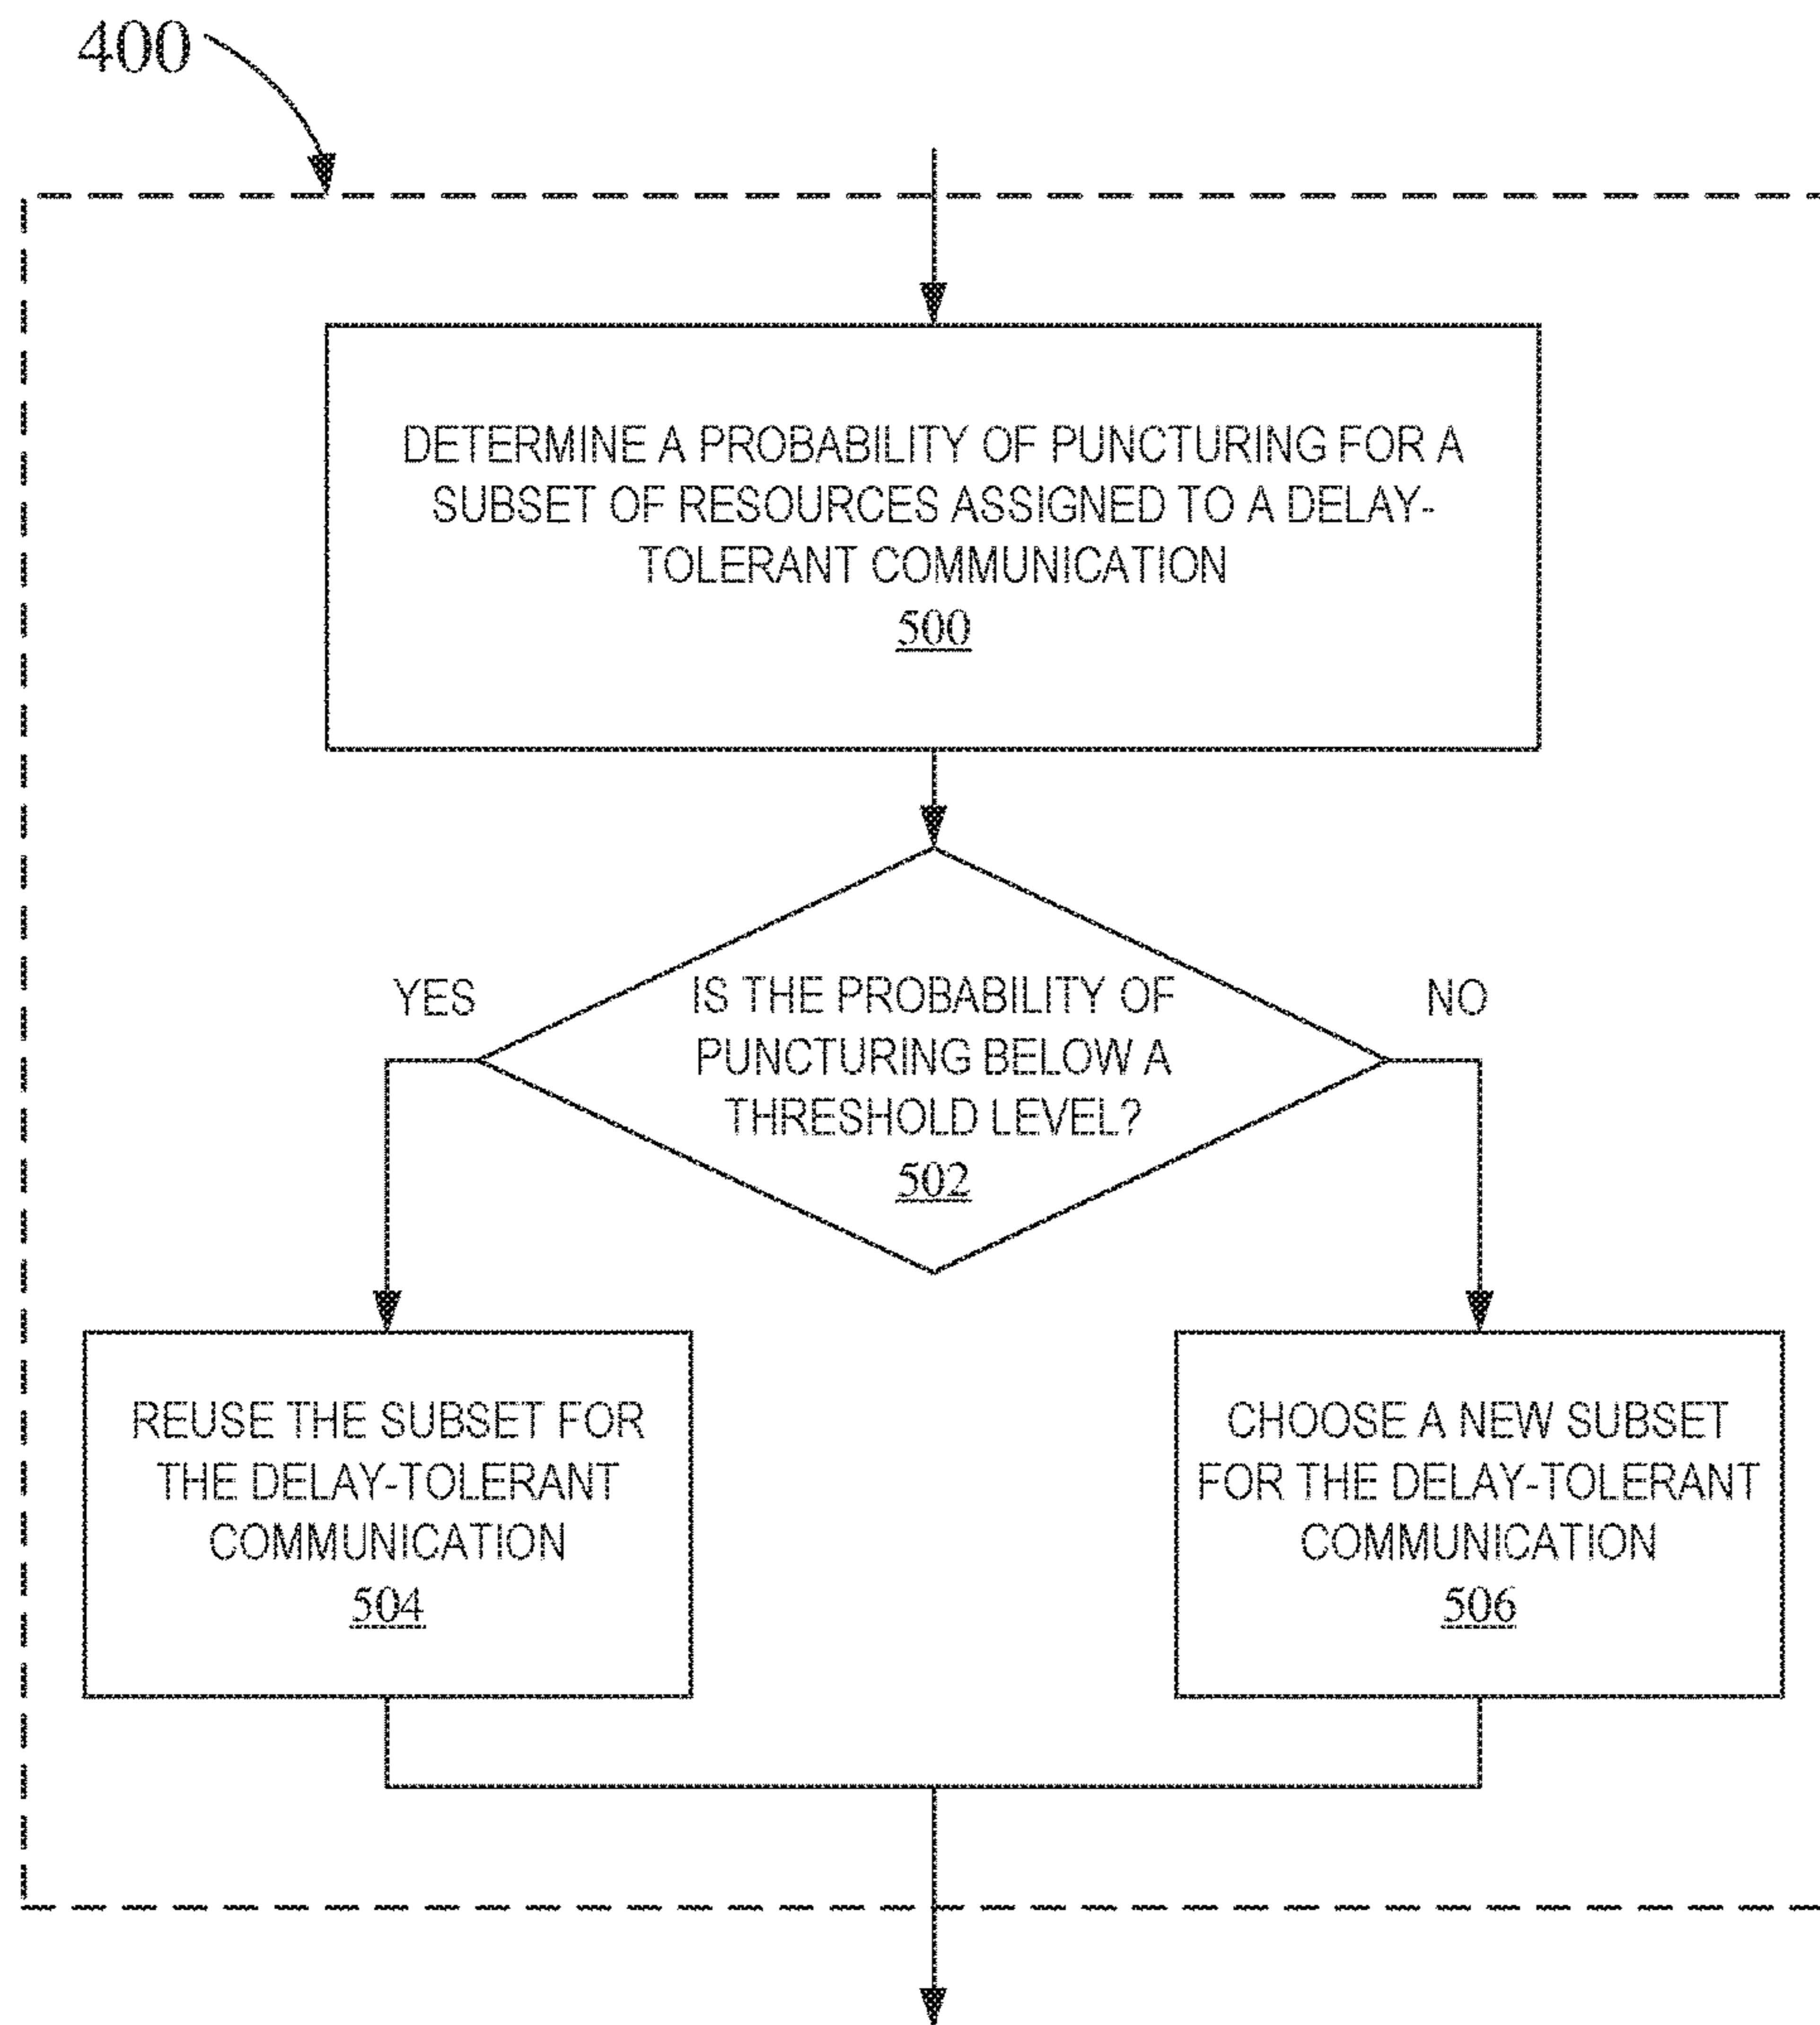 400
DETERMINE A PROBABILITY OF PUNCTURING FOR A
SUBSET OF RESOURCES ASSIGNED TO A DELAY-
TOLERANT COMMUNICATION
500
YES
IS THE PROBABILITY OF
PUNCTURING BELOW A
THRESHOLD LEVEL?
502
NO
REUSE THE SUBSET FOR
THE DELAY-TOLERANT
COMMUNICATION
504
CHOOSE A NEW SUBSET
FOR THE DELAY-TOLERANT
COMMUNICATION
506